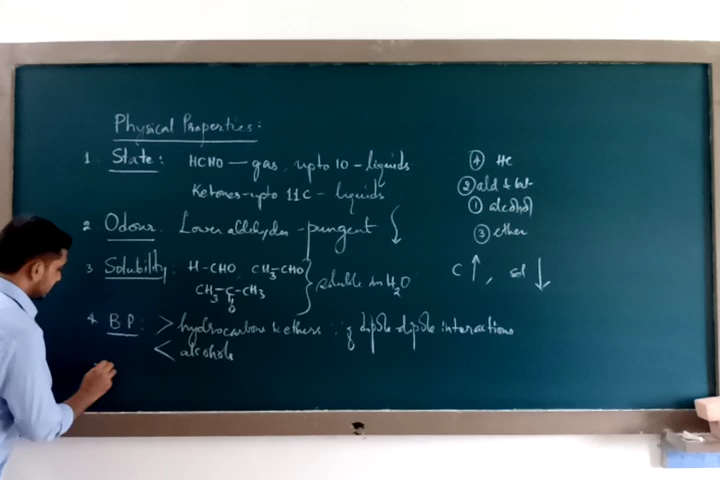 Physical Properties:
1. State: HCHO — gas, upto 10 - liquids
Ketones - upto 11C - liquids
2 Odour. Lower aldehydes - pungent
3 Solubility: H-CHO, CH3-CHO
CH3-C-CH3
O
soluble in H2O
4. B.P: > hydrocarbons & ethers ∵ of dipole-dipole interactions
< alcohols
④ HC
② ald & ket-
① alcohol
③ ether
C ↑, sol ↓